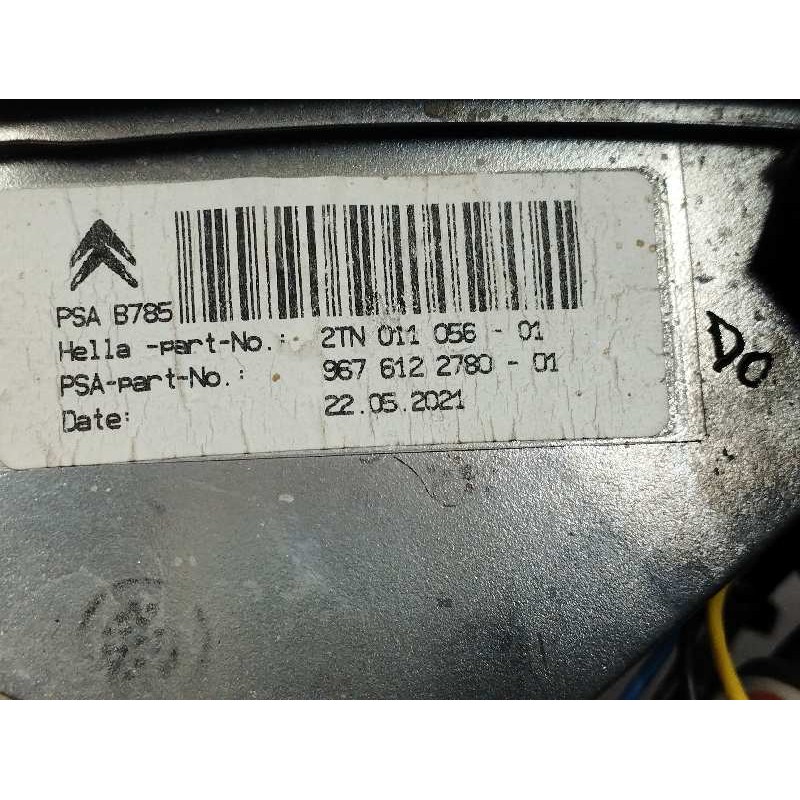 PSA B785
Hella -part-No.: 2TN 011 056 - 01
PSA-part-No.: 967 612 2780 - 01
Date: 22.05.2021
DO